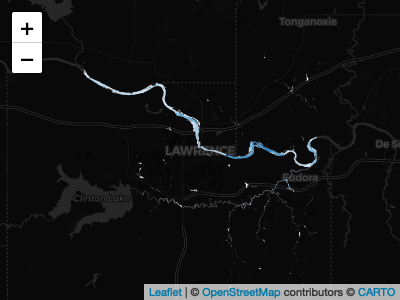 Tonganoxie
+
−
LAWRENCE
De S
Eudora
Clinton Lake
Leaflet | © OpenStreetMap contributors © CARTO